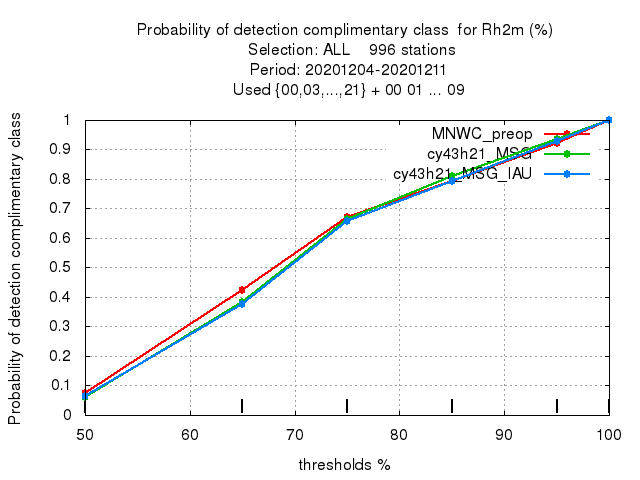 Probability of detection complimentary class  for Rh2m (%)
Selection: ALL    996 stations
Period: 20201204-20201211
Used {00,03,...,21} + 00 01 ... 09
Probability of detection complimentary class
1
0.9
0.8
0.7
0.6
0.5
0.4
0.3
0.2
0.1
0
MNWC_preop
cy43h21_MSG
cy43h21_MSG_IAU
50
60
70
80
90
100
thresholds %